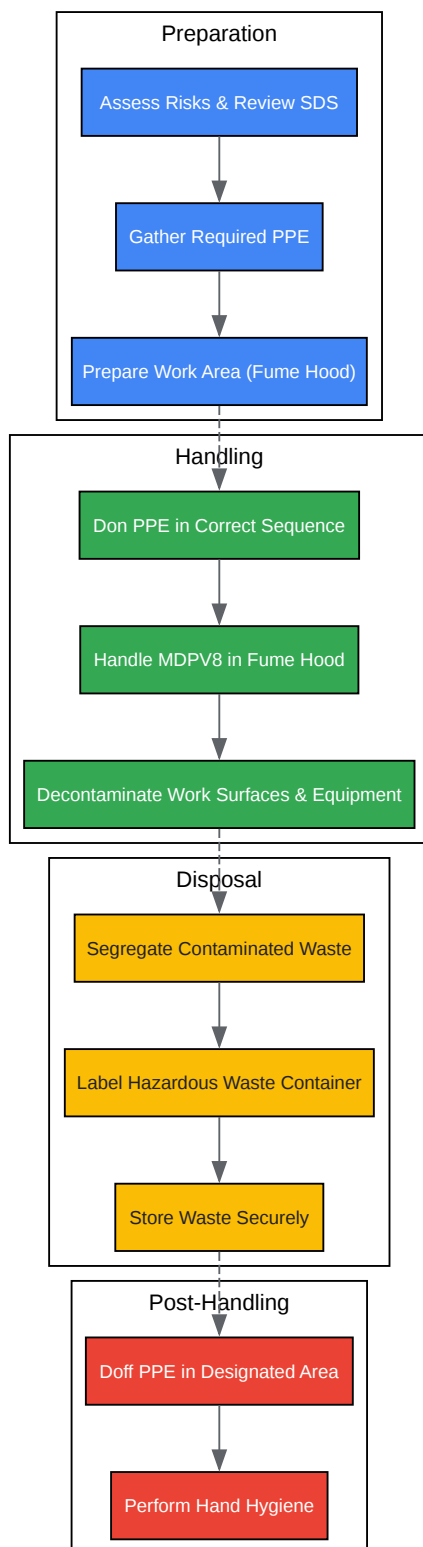 Preparation
Assess Risks & Review SDS
Gather Required PPE
Prepare Work Area (Fume Hood)
Handling
Don PPE in Correct Sequence
Handle MDPV8 in Fume Hood
Decontaminate Work Surfaces & Equipment
Disposal
Segregate Contaminated Waste
Label Hazardous Waste Container
Store Waste Securely
Post-Handling
Doff PPE in Designated Area
Perform Hand Hygiene